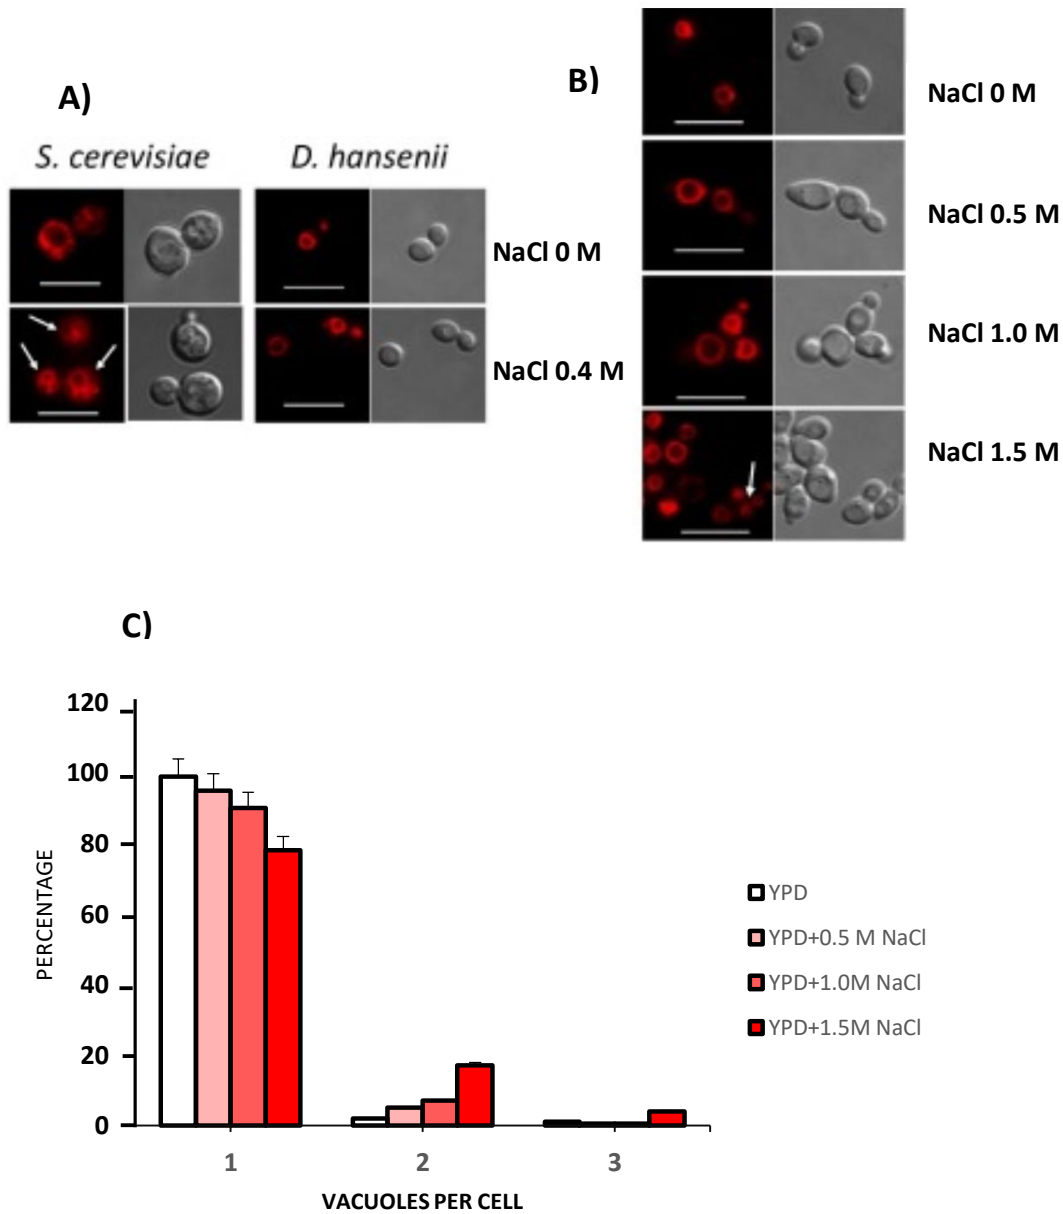 A)
S. cerevisiae
D. hansenii
NaCl 0 M
NaCl 0.4 M
B)
NaCl 0 M
NaCl 0.5 M
NaCl 1.0 M
NaCl 1.5 M
C)
PERCENTAGE
120
100
80
60
40
20
0
1
2
3
VACUOLES PER CELL
YPD
YPD+0.5 M NaCl
YPD+1.0M NaCl
YPD+1.5M NaCl